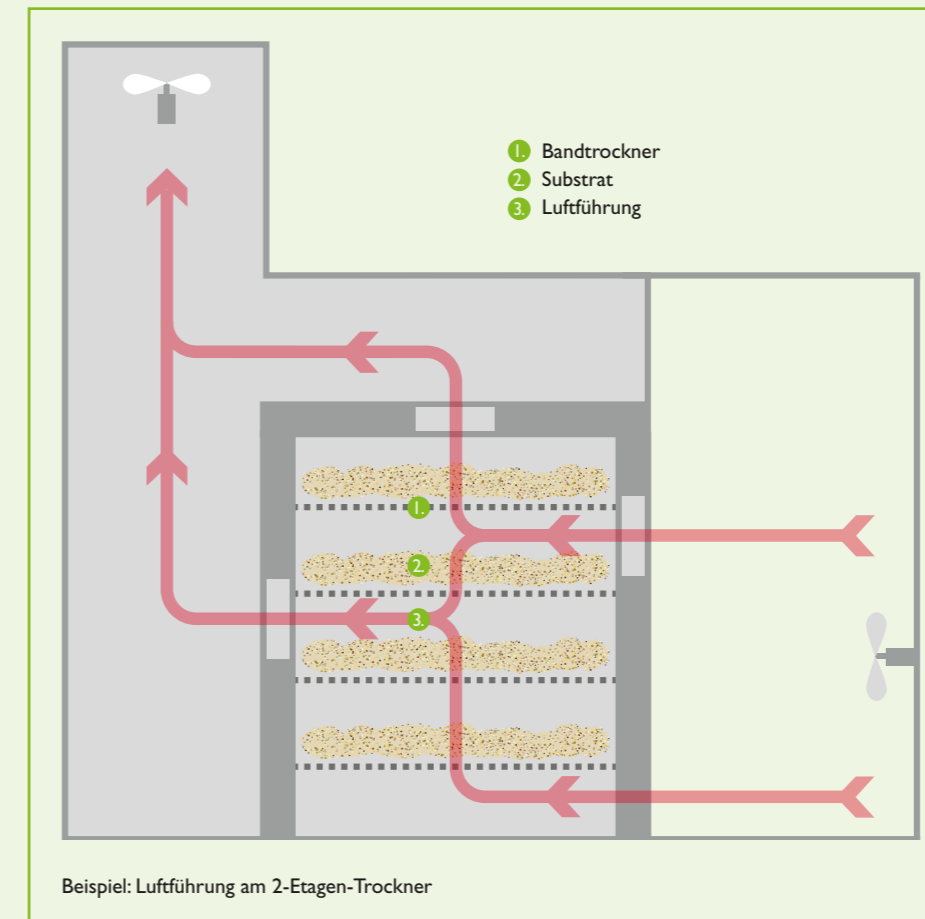 1. Bandtrockner
2. Substrat
3. Luftführung
1.
2.
3.
Beispiel: Luftführung am 2-Etagen-Trockner